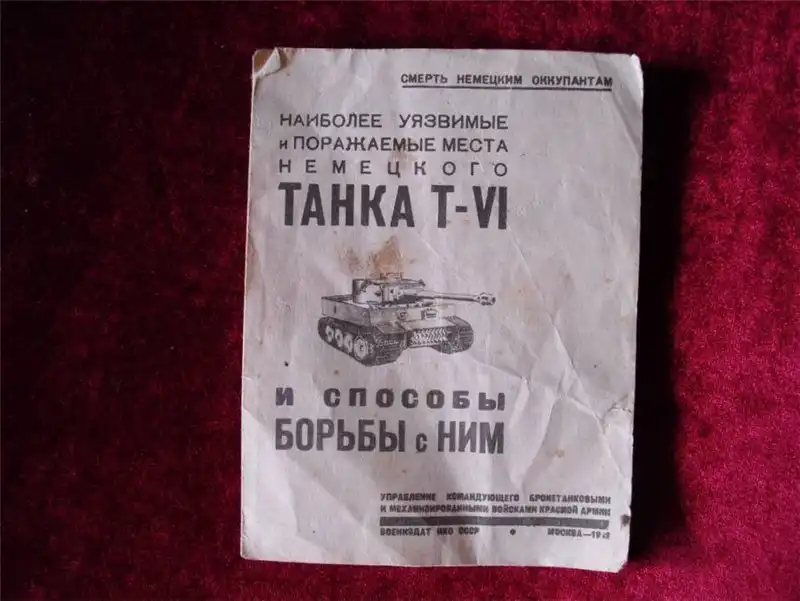 СМЕРТЬ НЕМЕЦКИМ ОККУПАНТАМ
НАИБОЛЕЕ УЯЗВИМЫЕ
и ПОРАЖАЕМЫЕ МЕСТА
НЕМЕЦКОГО
ТАНКА Т-VI
И СПОСОБЫ
БОРЬБЫ с НИМ
УПРАВЛЕНИЕ КОМАНДУЮЩЕГО БРОНЕТАНКОВЫМИ
И МЕХАНИЗИРОВАННЫМИ ВОЙСКАМИ КРАСНОЙ АРМИИ
ВОЕНИЗДАТ НКО СССР • МОСКВА—